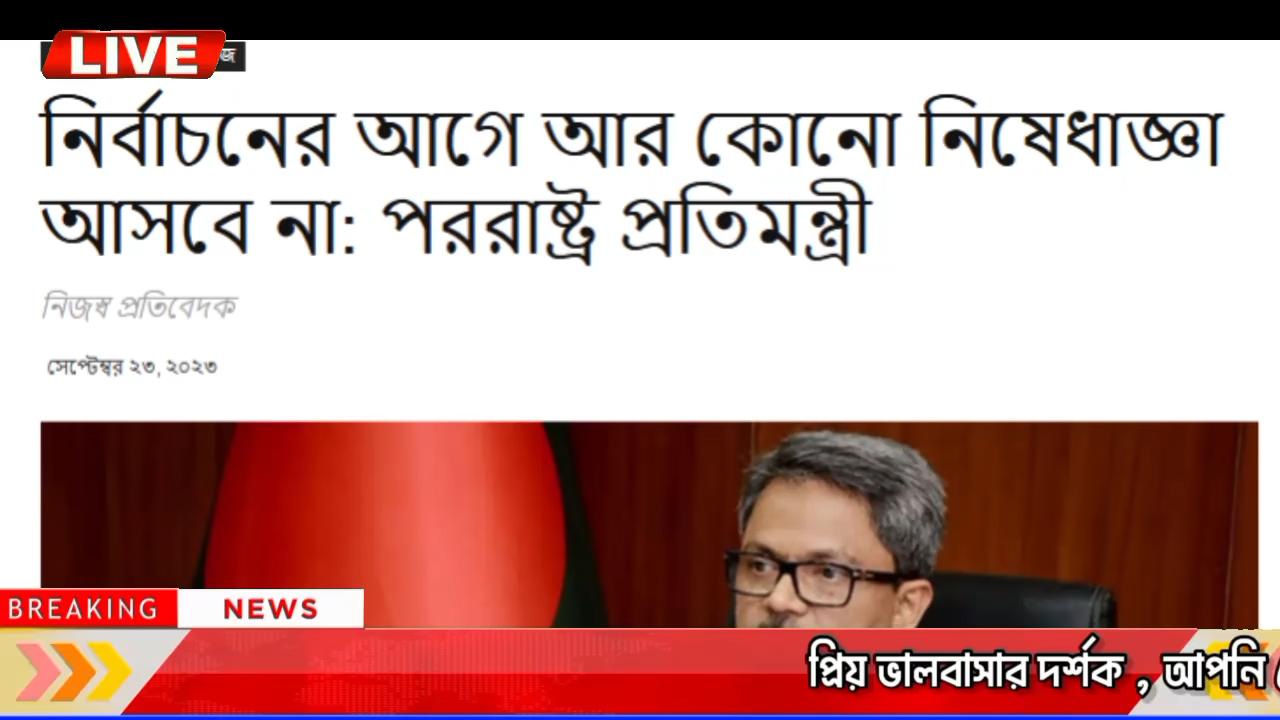 LIVE
নির্বাচনের আগে আর কোনো নিষেধাজ্ঞা
আসবে না: পররাষ্ট্র প্রতিমন্ত্রী
নিজস্ব প্রতিবেদক
সেপ্টেম্বর ২৩, ২০২৩
BREAKING NEWS
প্রিয় ভালবাসার দর্শক , আপনি